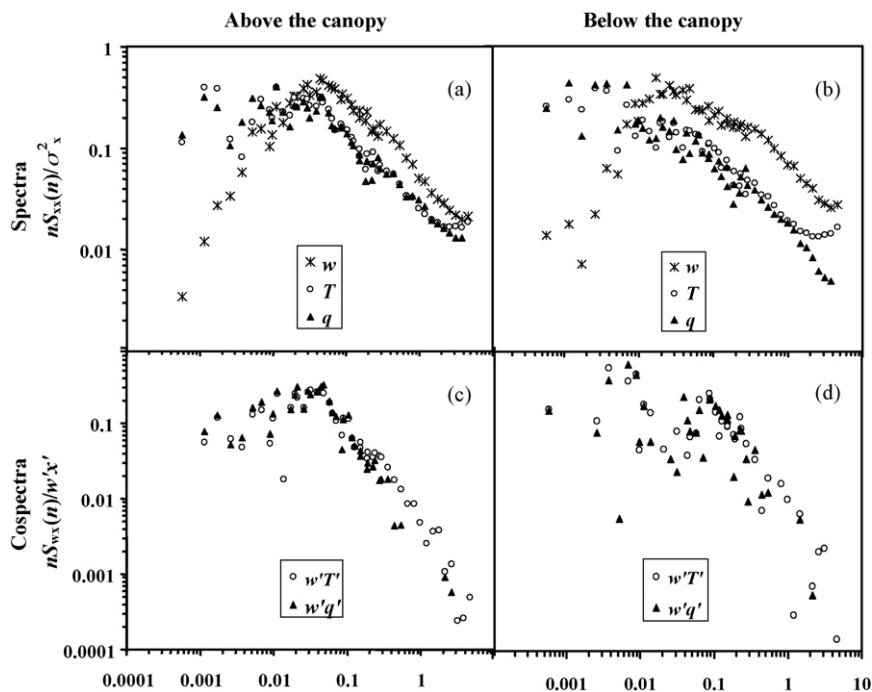 Above the canopy
Below the canopy
Spectra
nSxx(n)/σ²x
1
0.1
0.01
(a)
w
T
q
(b)
w
T
q
Cospectra
nSwx(n)/w'x'
0.1
0.01
0.001
0.0001
(c)
w'T'
w'q'
(d)
w'T'
w'q'
0.0001 0.001 0.01 0.1 1
0.001 0.01 0.1 1 10